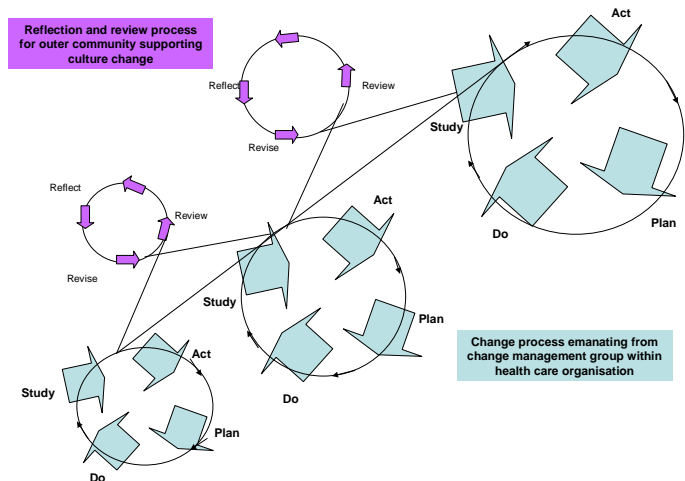 Reflection and review process
for outer community supporting
culture change
Act
Reflect
Review
Study
Revise
Plan
Do
Reflect
Review
Revise
Study
Plan
Do
Act
Study
Plan
Do
Change process emanating from
change management group within
health care organisation